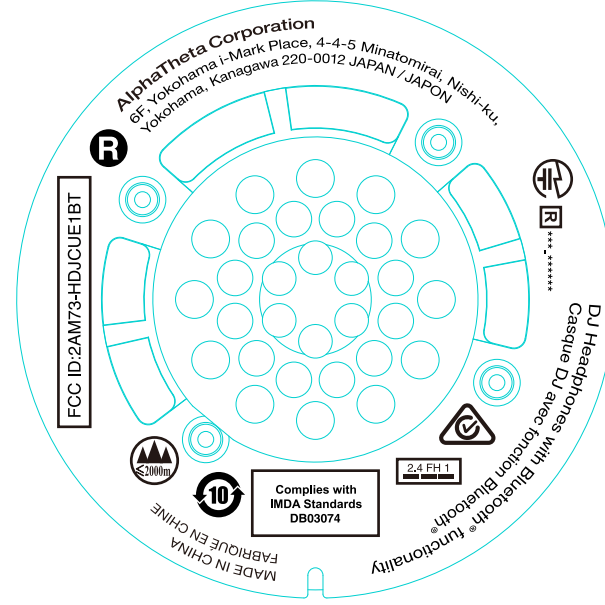 AlphaTheta Corporation
6F, Yokohama i-Mark Place, 4-4-5 Minatomirai, Nishi-ku,
Yokohama, Kanagawa 220-0012 JAPAN / JAPON
R
FCC ID:2AM73-HDJCUE1BT
R
***-******
DJ Headphones with Bluetooth® functionality
Casque DJ avec fonction Bluetooth®
≤2000m
10
2.4 FH 1
Complies with
IMDA Standards
DB03074
MADE IN CHINA
FABRIQUÉ EN CHINE